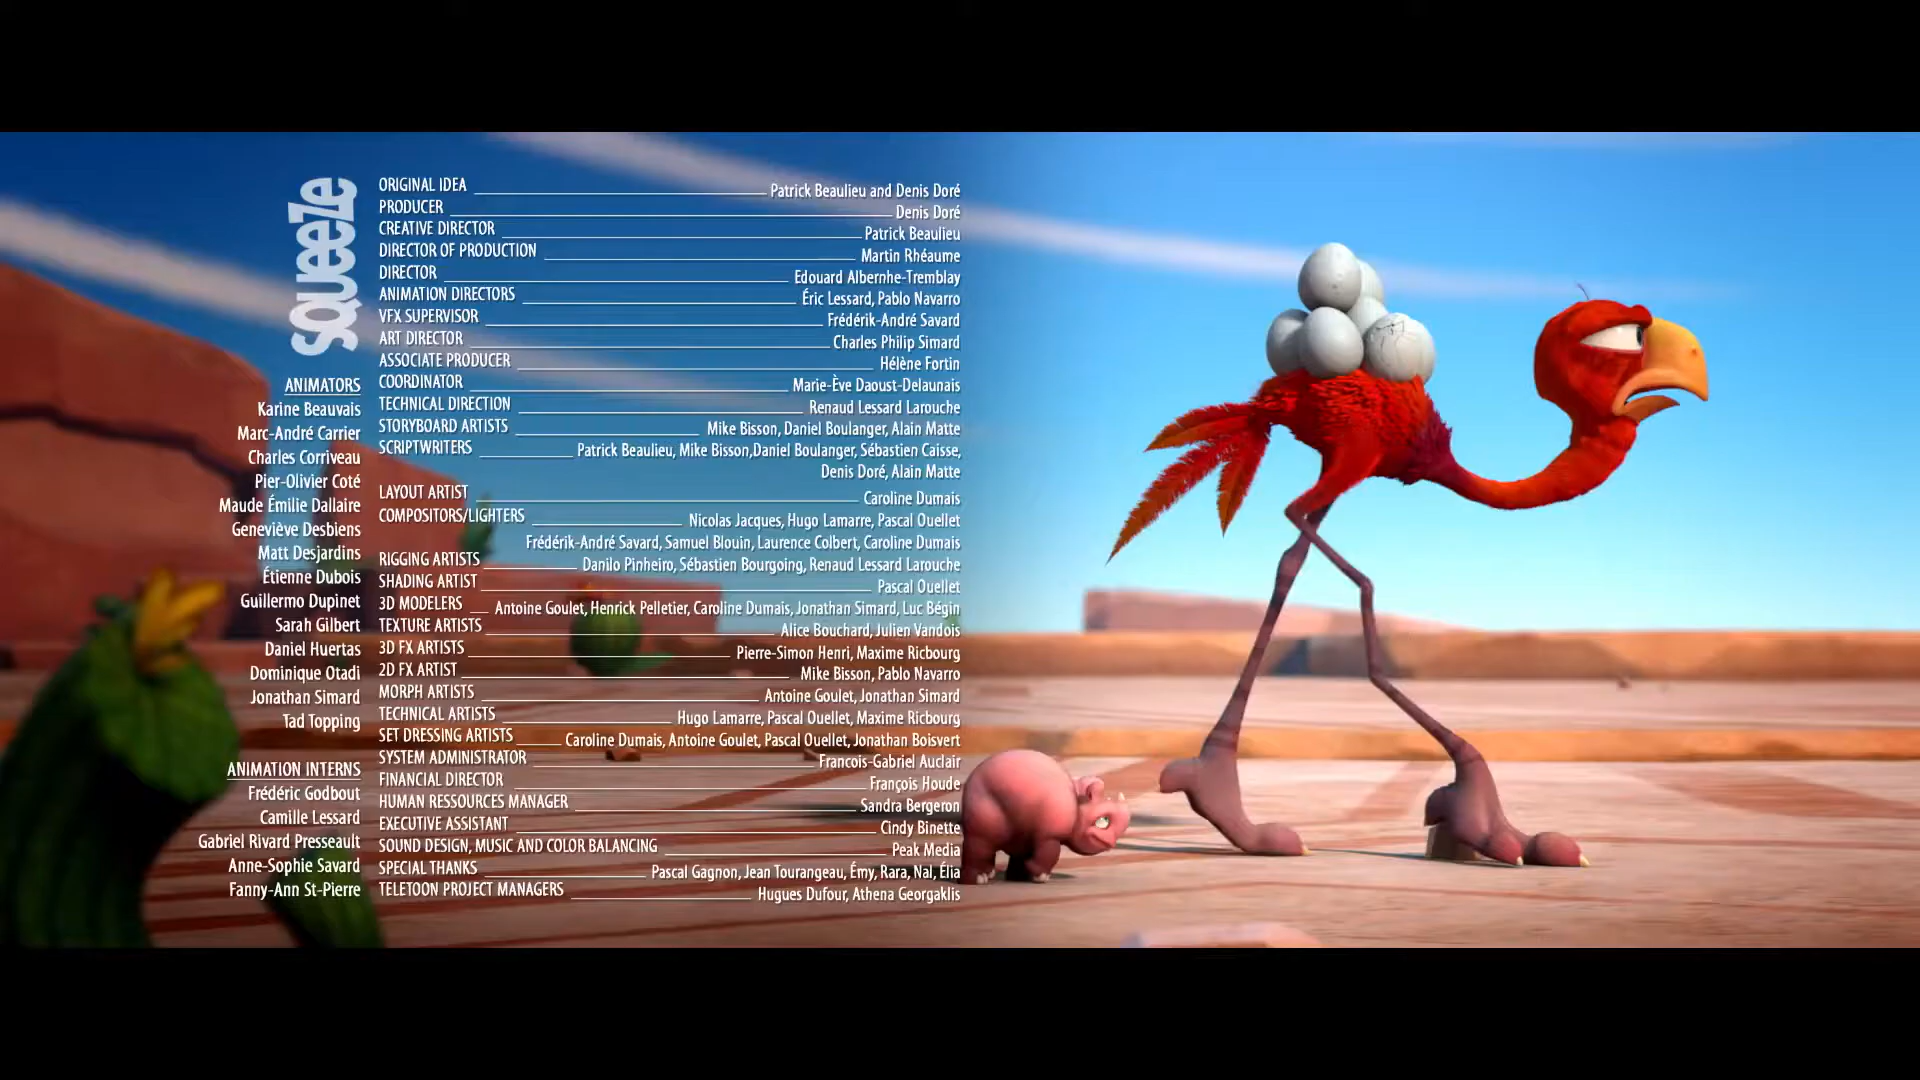 squeeze
ANIMATORS
Karine Beauvais
Marc-André Carrier
Charles Corriveau
Pier-Olivier Coté
Maude Émilie Dallaire
Geneviève Desbiens
Matt Desjardins
Étienne Dubois
Guillermo Dupinet
Sarah Gilbert
Daniel Huertas
Dominique Otadi
Jonathan Simard
Tad Topping
ANIMATION INTERNS
Frédéric Godbout
Camille Lessard
Gabriel Rivard Presseault
Anne-Sophie Savard
Fanny-Ann St-Pierre
ORIGINAL IDEA Patrick Beaulieu and Denis Doré
PRODUCER Denis Doré
CREATIVE DIRECTOR Patrick Beaulieu
DIRECTOR OF PRODUCTION Martin Rhéaume
DIRECTOR Edouard Albernhe-Tremblay
ANIMATION DIRECTORS Éric Lessard, Pablo Navarro
VFX SUPERVISOR Frédérik-André Savard
ART DIRECTOR Charles Philip Simard
ASSOCIATE PRODUCER Hélène Fortin
COORDINATOR Marie-Ève Daoust-Delaunais
TECHNICAL DIRECTION Renaud Lessard Larouche
STORYBOARD ARTISTS Mike Bisson, Daniel Boulanger, Alain Matte
SCRIPTWRITERS Patrick Beaulieu, Mike Bisson,Daniel Boulanger, Sébastien Caisse,
Denis Doré, Alain Matte
LAYOUT ARTIST Caroline Dumais
COMPOSITORS/LIGHTERS Nicolas Jacques, Hugo Lamarre, Pascal Ouellet
Frédérik-André Savard, Samuel Blouin, Laurence Colbert, Caroline Dumais
RIGGING ARTISTS Danilo Pinheiro, Sébastien Bourgoing, Renaud Lessard Larouche
SHADING ARTIST Pascal Ouellet
3D MODELERS Antoine Goulet, Henrick Pelletier, Caroline Dumais, Jonathan Simard, Luc Bégin
TEXTURE ARTISTS Alice Bouchard, Julien Vandois
3D FX ARTISTS Pierre-Simon Henri, Maxime Ricbourg
2D FX ARTIST Mike Bisson, Pablo Navarro
MORPH ARTISTS Antoine Goulet, Jonathan Simard
TECHNICAL ARTISTS Hugo Lamarre, Pascal Ouellet, Maxime Ricbourg
SET DRESSING ARTISTS Caroline Dumais, Antoine Goulet, Pascal Ouellet, Jonathan Boisvert
SYSTEM ADMINISTRATOR Francois-Gabriel Auclair
FINANCIAL DIRECTOR François Houde
HUMAN RESSOURCES MANAGER Sandra Bergeron
EXECUTIVE ASSISTANT Cindy Binette
SOUND DESIGN, MUSIC AND COLOR BALANCING Peak Media
SPECIAL THANKS Pascal Gagnon, Jean Tourangeau, Émy, Rara, Nal, Élia
TELETOON PROJECT MANAGERS Hugues Dufour, Athena Georgaklis